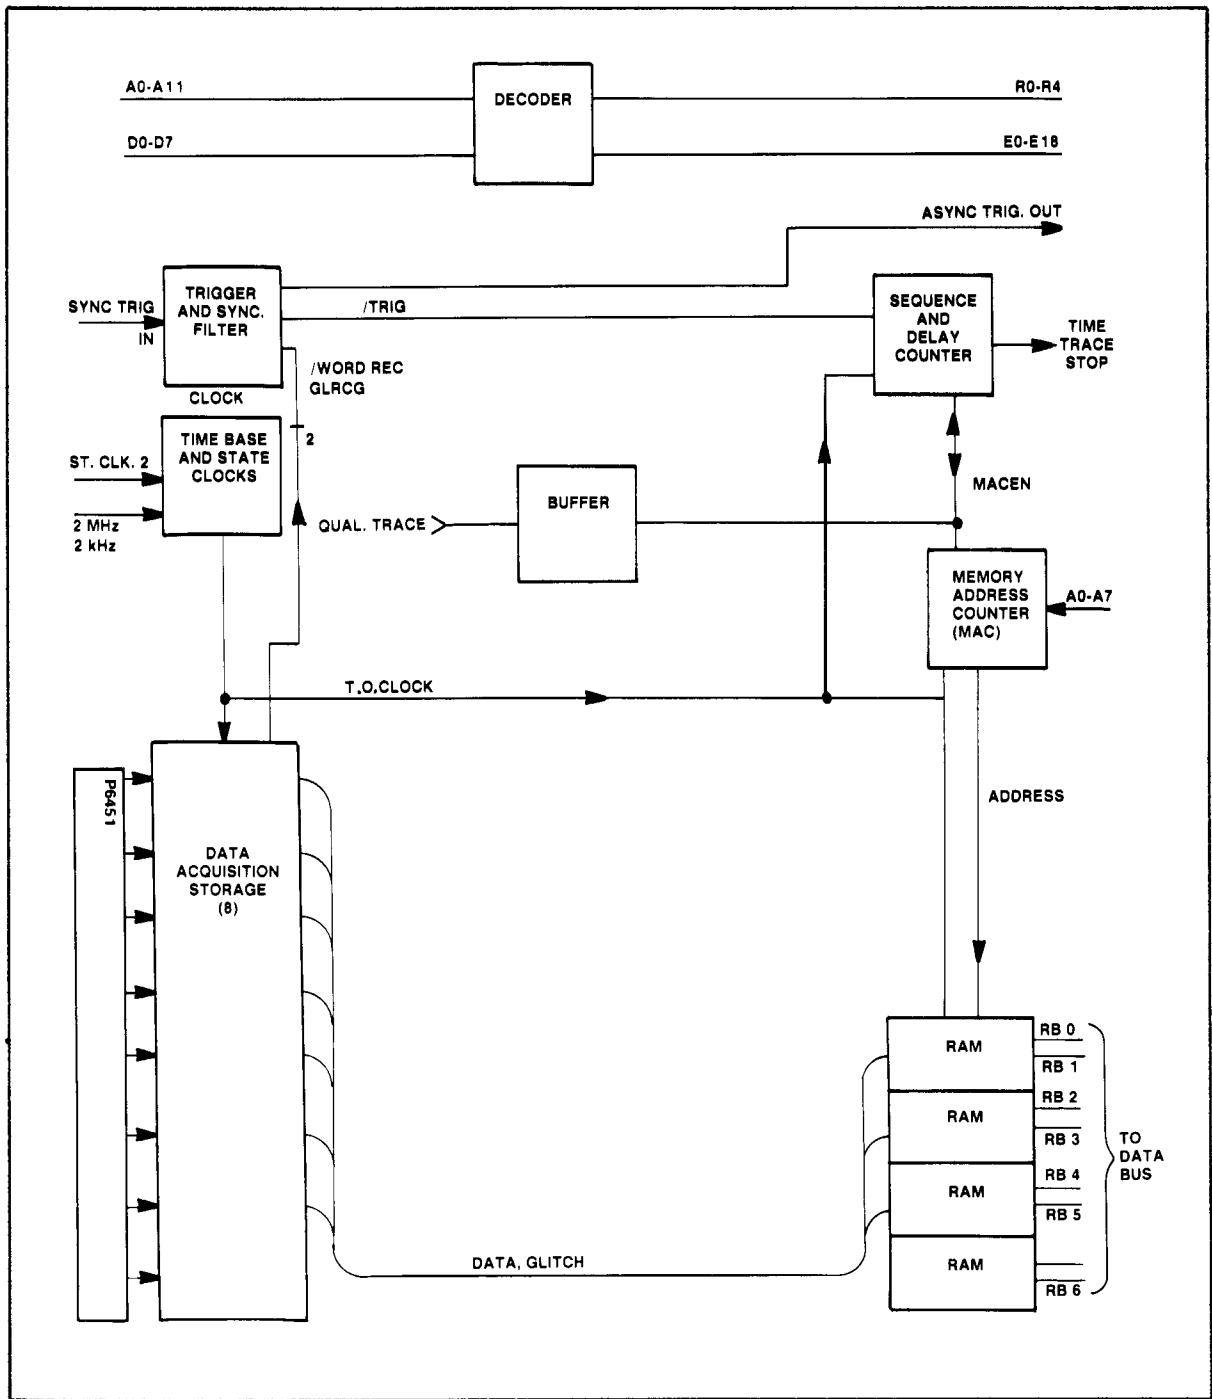 A0-A11
DECODER
R0-R4
D0-D7
E0-E18
ASYNC TRIG. OUT
SYNC TRIG
IN
TRIGGER
AND SYNC.
FILTER
/TRIG
SEQUENCE
AND
DELAY
COUNTER
TIME
TRACE
STOP
/WORD REC
GLRCG
CLOCK
2
TIME BASE
AND STATE
CLOCKS
ST. CLK. 2
2 MHz
2 kHz
QUAL. TRACE
BUFFER
MACEN
MEMORY
ADDRESS
COUNTER
(MAC)
A0-A7
T.O.CLOCK
P6451
DATA
ACQUISITION
STORAGE
(8)
ADDRESS
RAM
RB 0
RB 1
RAM
RB 2
RB 3
RAM
RB 4
RB 5
RAM
RB 6
TO
DATA
BUS
DATA, GLITCH